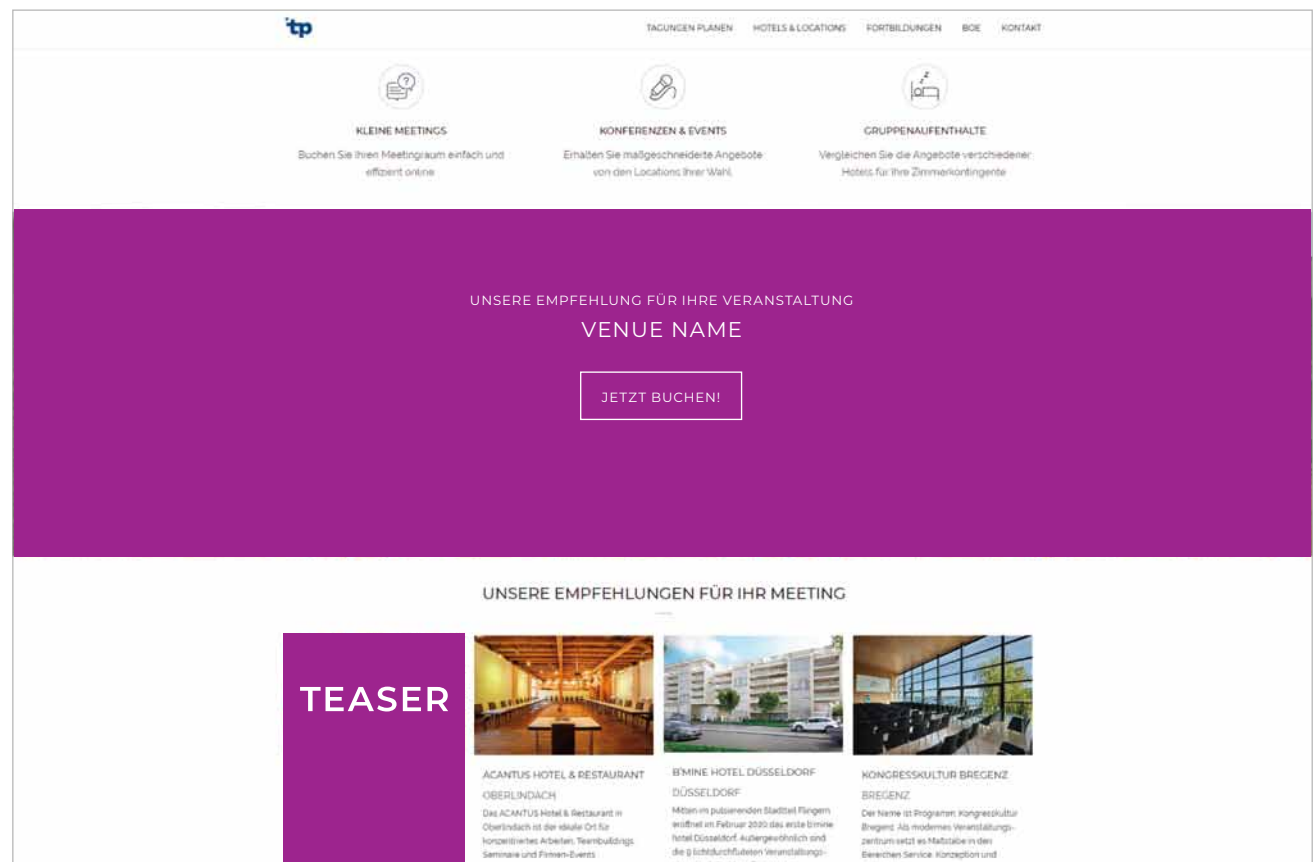 tp
TAGUNGEN PLANEN HOTELS & LOCATIONS FORTBILDUNGEN BOE KONTAKT
KLEINE MEETINGS
Buchen Sie Ihren Meetingraum einfach und
effizient online
KONFERENZEN & EVENTS
Erhalten Sie maßgeschneiderte Angebote
von den Locations Ihrer Wahl.
GRUPPENAUFENTHALTE
Vergleichen Sie die Angebote verschiedener
Hotels für Ihre Zimmerkontingente
UNSERE EMPFEHLUNG FÜR IHRE VERANSTALTUNG
VENUE NAME
JETZT BUCHEN!
UNSERE EMPFEHLUNGEN FÜR IHR MEETING
TEASER
ACANTUS HOTEL & RESTAURANT
OBERLINDACH
Das ACANTUS Hotel & Restaurant in
Oberlindach ist der ideale Ort für
konzentriertes Arbeiten, Teambuildings,
Seminare und Firmen-Events
B'MINE HOTEL DÜSSELDORF
DÜSSELDORF
Mitten im pulsierenden Stadtteil Flingern
eröffnet im Februar 2020 das erste b'mine
hotel Düsseldorf. Außergewöhnlich sind
die 9 lichtdurchfluteten Veranstaltungs-
KONGRESSKULTUR BREGENZ
BREGENZ
Der Name ist Programm: Kongresskultur
Bregenz. Als modernes Veranstaltungs-
zentrum setzt es Maßstäbe in den
Bereichen Service, Konzeption und